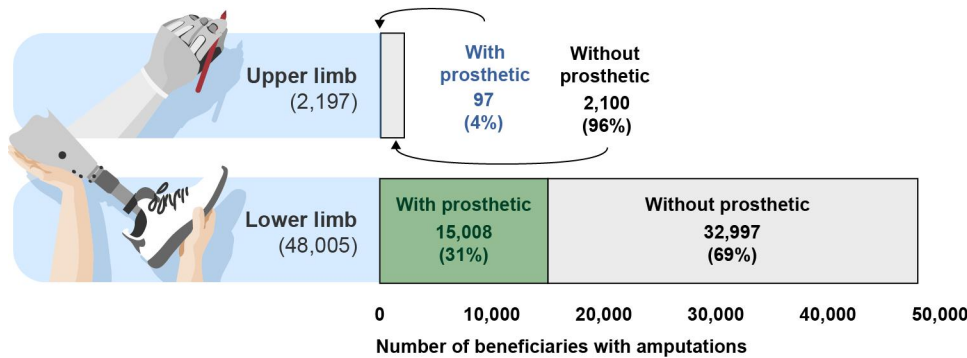 Upper limb
(2,197)
With
prosthetic
97
(4%)
Without
prosthetic
2,100
(96%)
Lower limb
(48,005)
With prosthetic
15,008
(31%)
Without prosthetic
32,997
(69%)
0 10,000 20,000 30,000 40,000 50,000
Number of beneficiaries with amputations